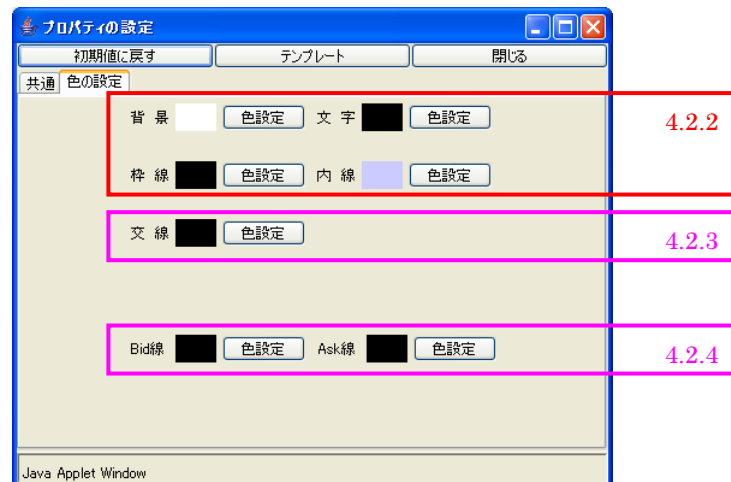 プロパティの設定
初期値に戻す テンプレート 閉じる
共通 色の設定
背 景 色設定 文 字 色設定 4.2.2
枠 線 色設定 内 線 色設定
交 線 色設定 4.2.3
Bid線 色設定 Ask線 色設定 4.2.4
Java Applet Window